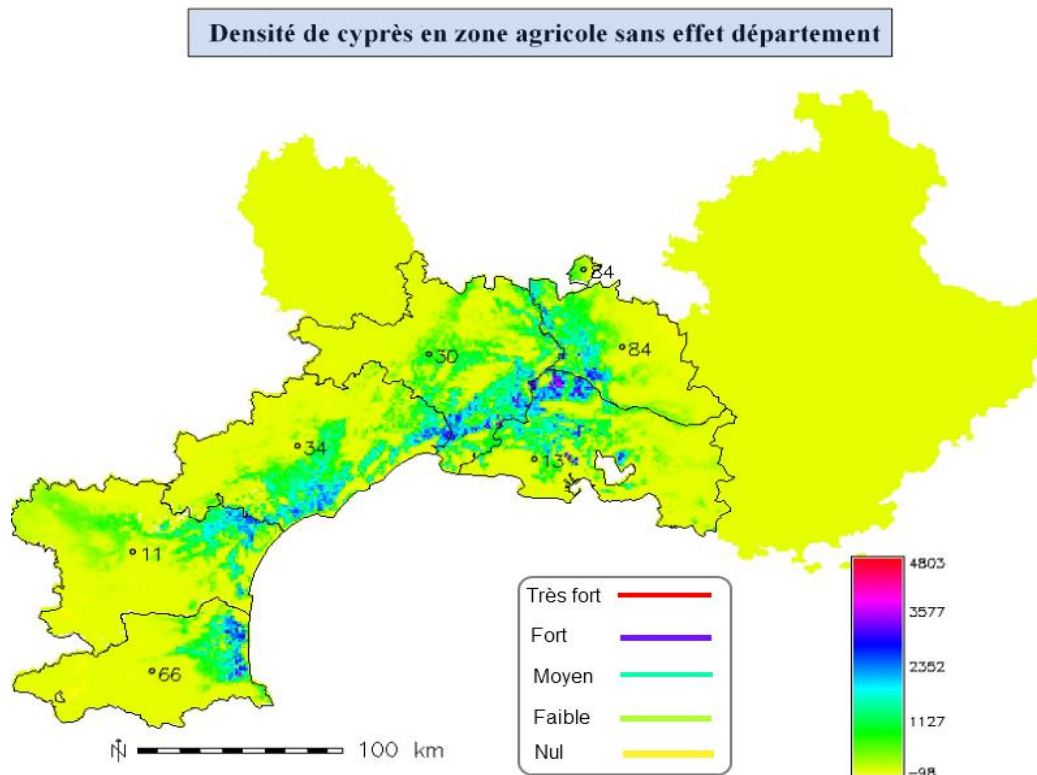 Densité de cyprès en zone agricole sans effet département
84
84
30
34
13
11
66
Très fort
Fort
Moyen
Faible
Nul
4803
3577
2352
1127
-98
N
100 km